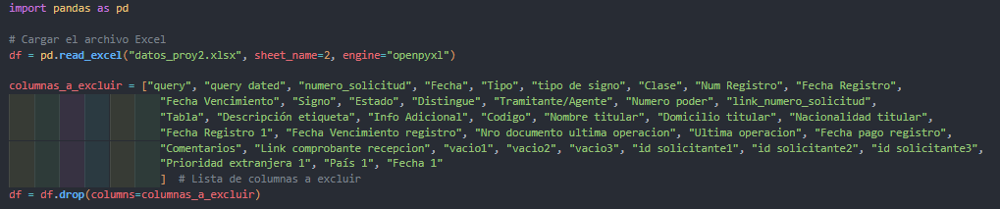 import pandas as pd
# Cargar el archivo Excel
df = pd.read_excel("datos_proy2.xlsx", sheet_name=2, engine="openpyxl")
columnas_a_excluir = ["query", "query dated", "numero_solicitud", "Fecha", "Tipo", "tipo de signo", "Clase", "Num Registro", "Fecha Registro",
"Fecha Vencimiento", "Signo", "Estado", "Distingue", "Tramitante/Agente", "Numero poder", "link_numero_solicitud",
"Tabla", "Descripción etiqueta", "Info Adicional", "Codigo", "Nombre titular", "Domicilio titular", "Nacionalidad titular",
"Fecha Registro 1", "Fecha Vencimiento registro", "Nro documento ultima operacion", "Ultima operacion", "Fecha pago registro",
"Comentarios", "Link comprobante recepcion", "vacio1", "vacio2", "vacio3", "id solicitante1", "id solicitante2", "id solicitante3",
"Prioridad extranjera 1", "País 1", "Fecha 1"
]  # Lista de columnas a excluir
df = df.drop(columns=columnas_a_excluir)